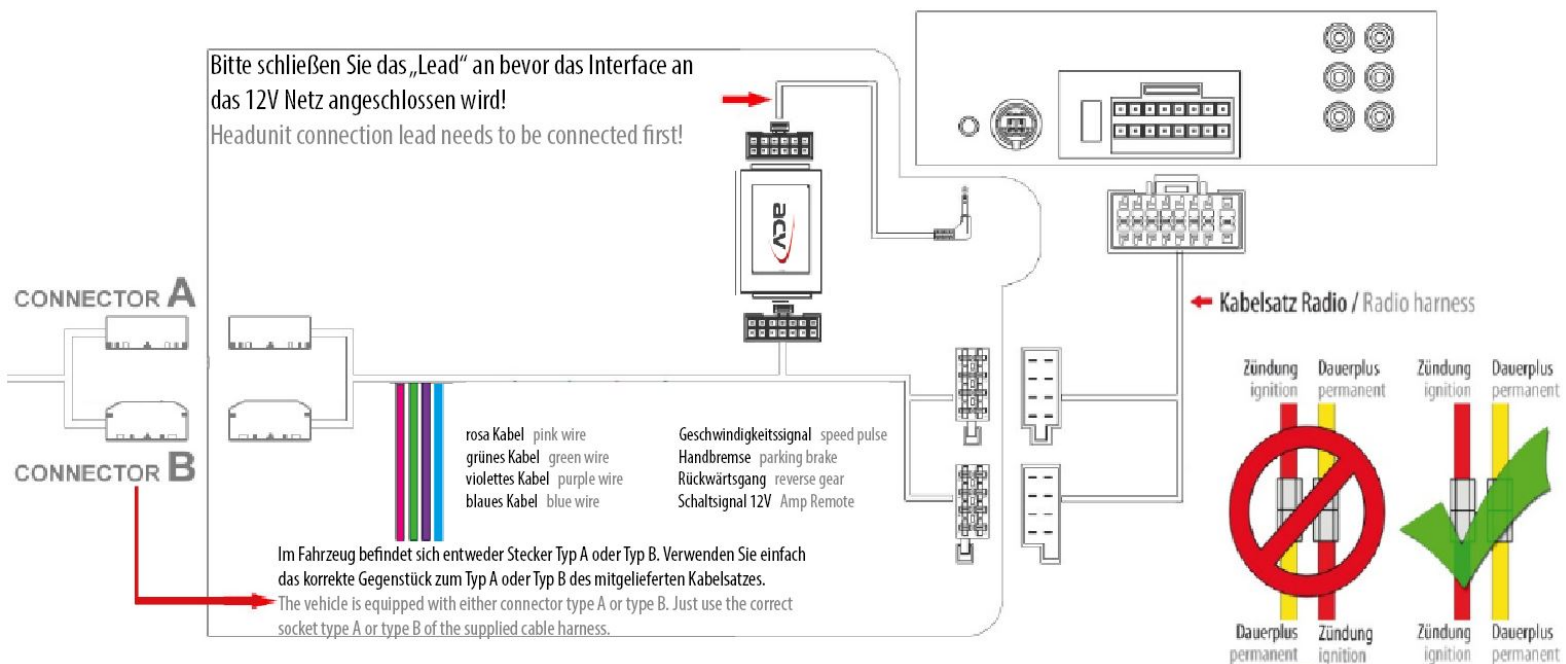 Bitte schließen Sie das „Lead“ an bevor das Interface an
das 12V Netz angeschlossen wird!
Headunit connection lead needs to be connected first!
acv
CONNECTOR A
CONNECTOR B
Kabelsatz Radio / Radio harness
rosa Kabel pink wire
grünes Kabel green wire
violettes Kabel purple wire
blaues Kabel blue wire
Geschwindigkeitssignal speed pulse
Handbremse parking brake
Rückwärtsgang reverse gear
Schaltsignal 12V Amp Remote
Im Fahrzeug befindet sich entweder Stecker Typ A oder Typ B. Verwenden Sie einfach
das korrekte Gegenstück zum Typ A oder Typ B des mitgelieferten Kabelsatzes.
The vehicle is equipped with either connector type A or type B. Just use the correct
socket type A or type B of the supplied cable harness.
Zündung Dauerplus
ignition permanent
Dauerplus Zündung
permanent ignition
Zündung Dauerplus
ignition permanent
Zündung Dauerplus
ignition permanent